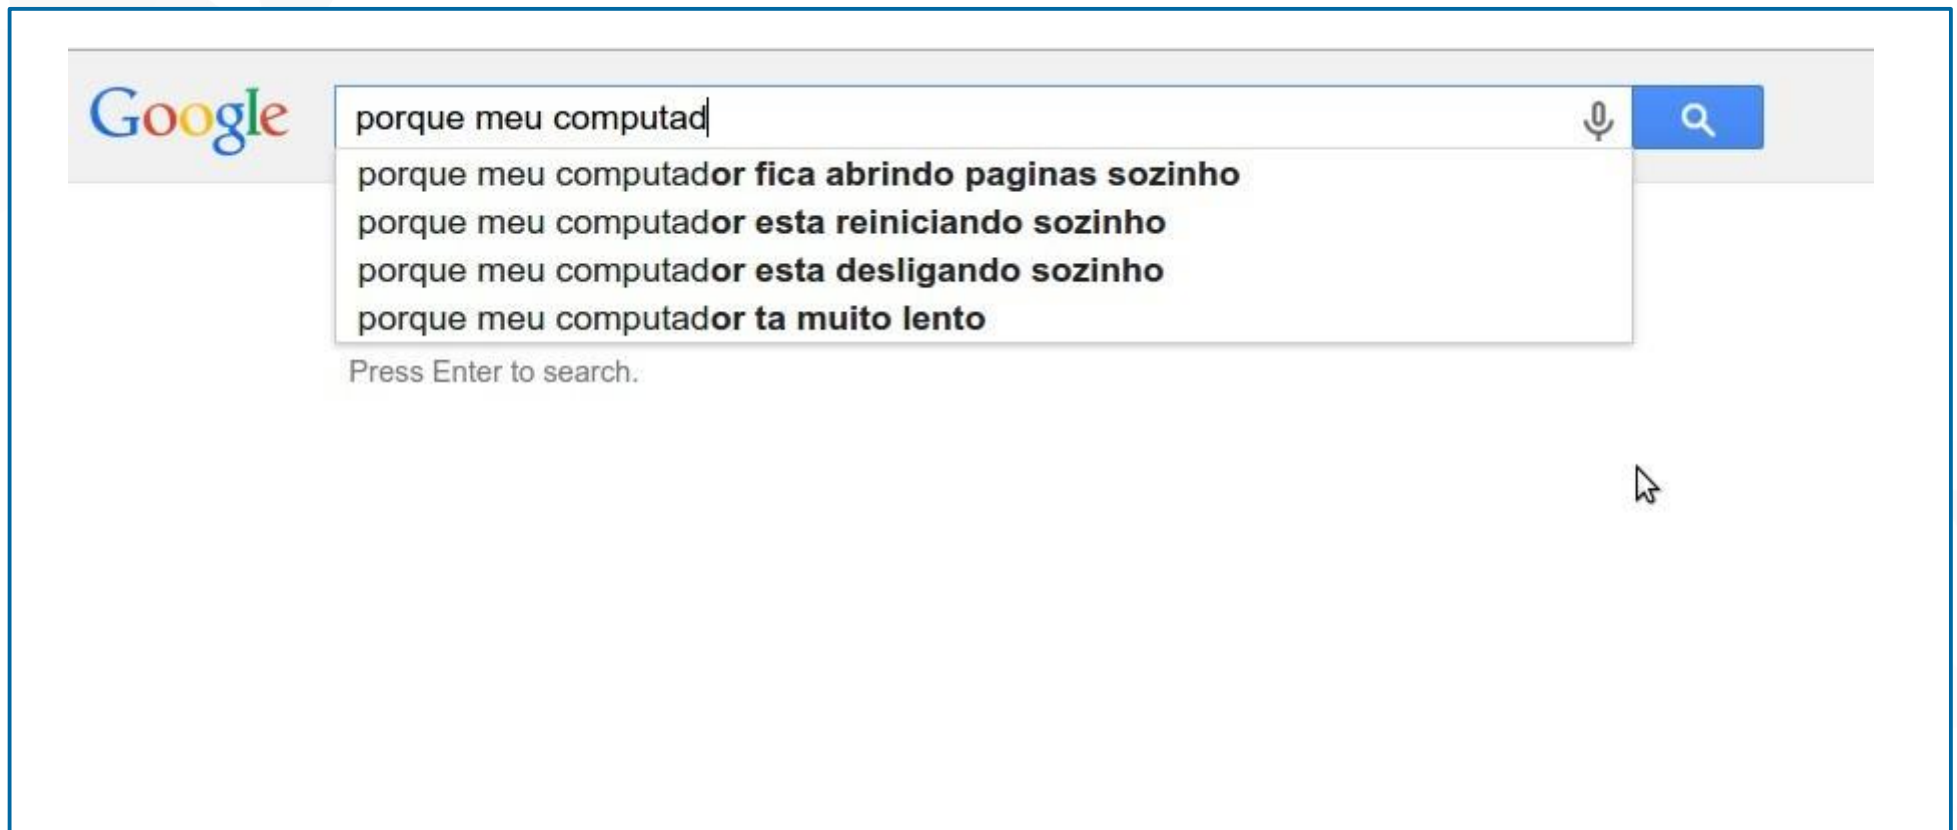 Google
porque meu computad
porque meu computador fica abrindo paginas sozinho
porque meu computador esta reiniciando sozinho
porque meu computador esta desligando sozinho
porque meu computador ta muito lento
Press Enter to search.